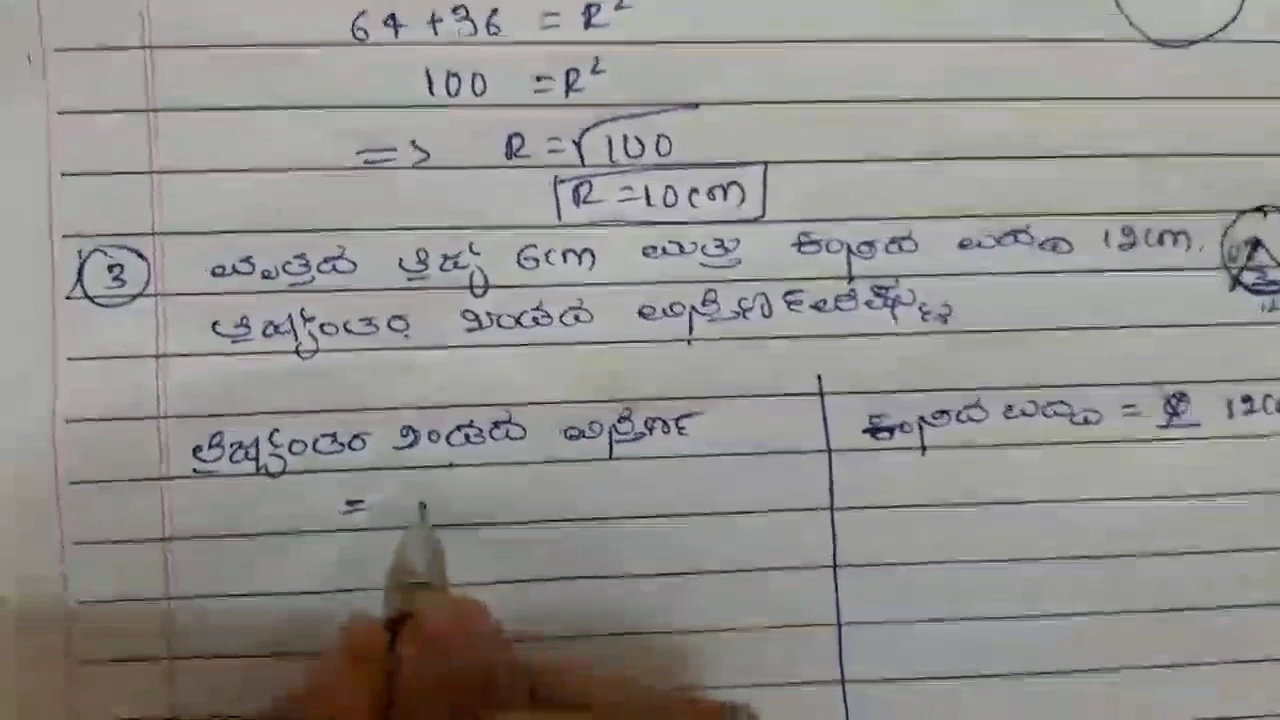 64 + 36 = R²
100 = R²
=> R = √100
R = 10cm
3 ವೃತ್ತದ ತ್ರಿಜ್ಯ 6cm ಮತ್ತು ಕಂಸದ ಉದ್ದ 12cm.
ತ್ರಿಜ್ಯಾಂತರ ಖಂಡದ
ತ್ರಿಜ್ಯಾಂತರ ಖಂಡದ ವಿಸ್ತೀರ್ಣ
ಕಂಸದ ಉದ್ದ = 12c
=